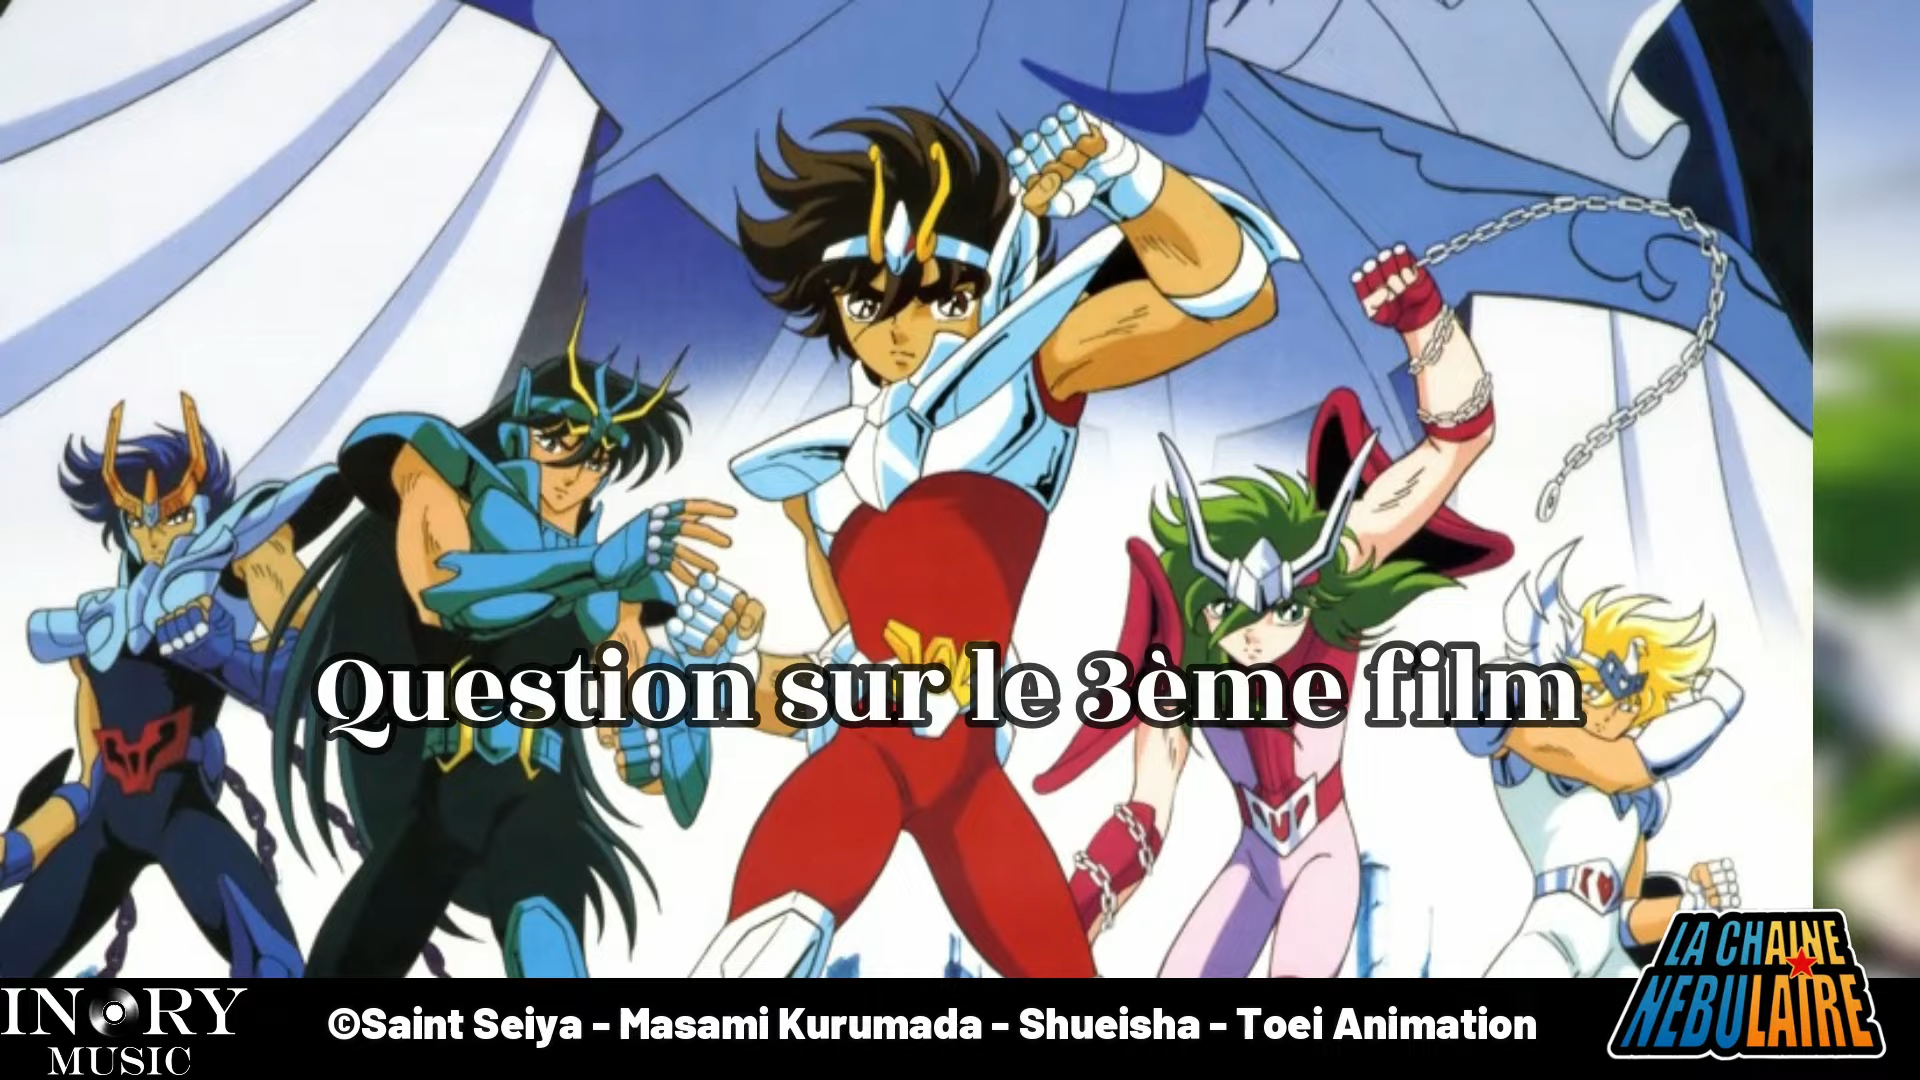 Question sur le 3ème film
INORY
MUSIC
©Saint Seiya - Masami Kurumada - Shueisha - Toei Animation
LA CHAINE
NEBULAIRE